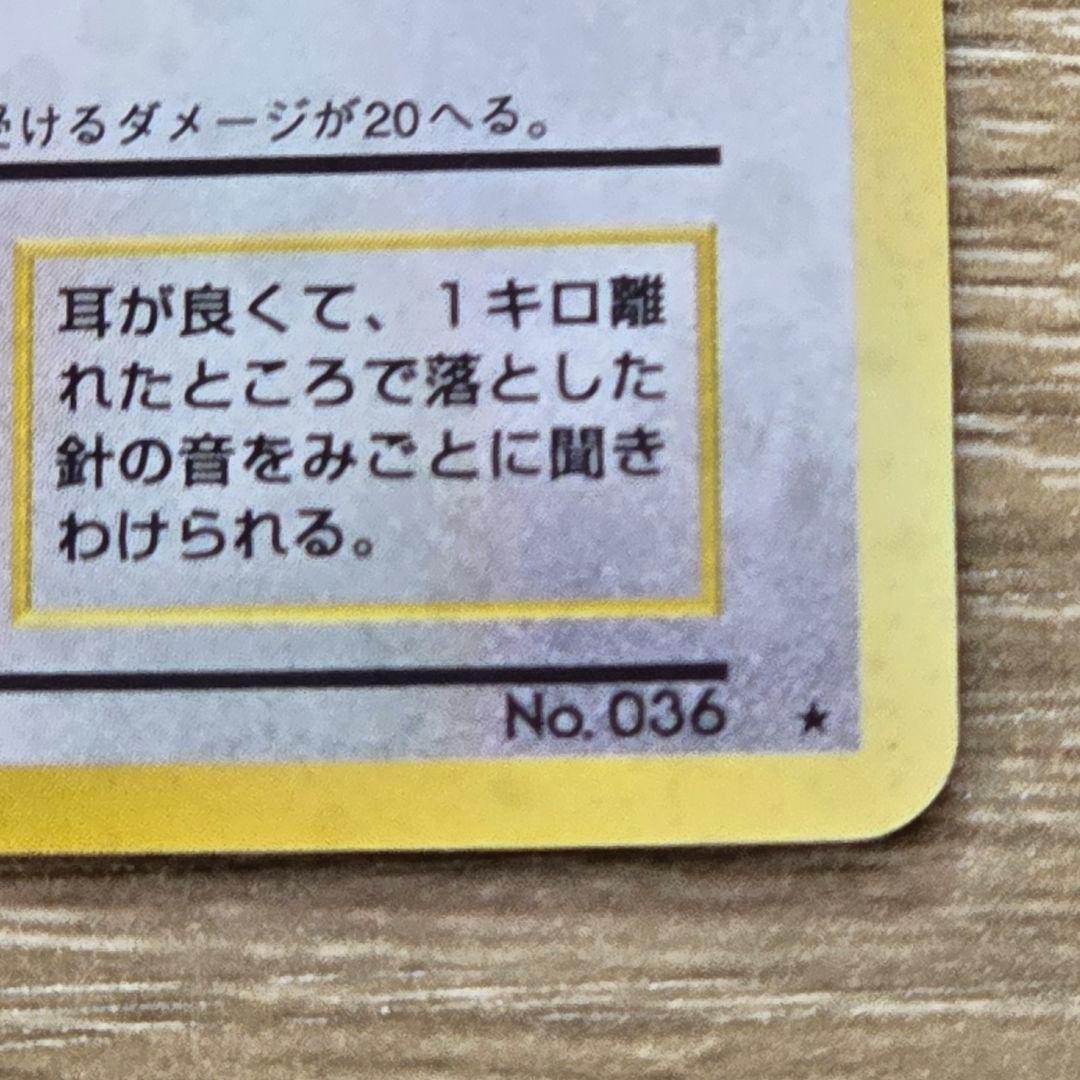 けるダメージが20へる。
耳が良くて、1キロ離
れたところで落とした
針の音をみごとに聞き
わけられる。
No. 036 ★